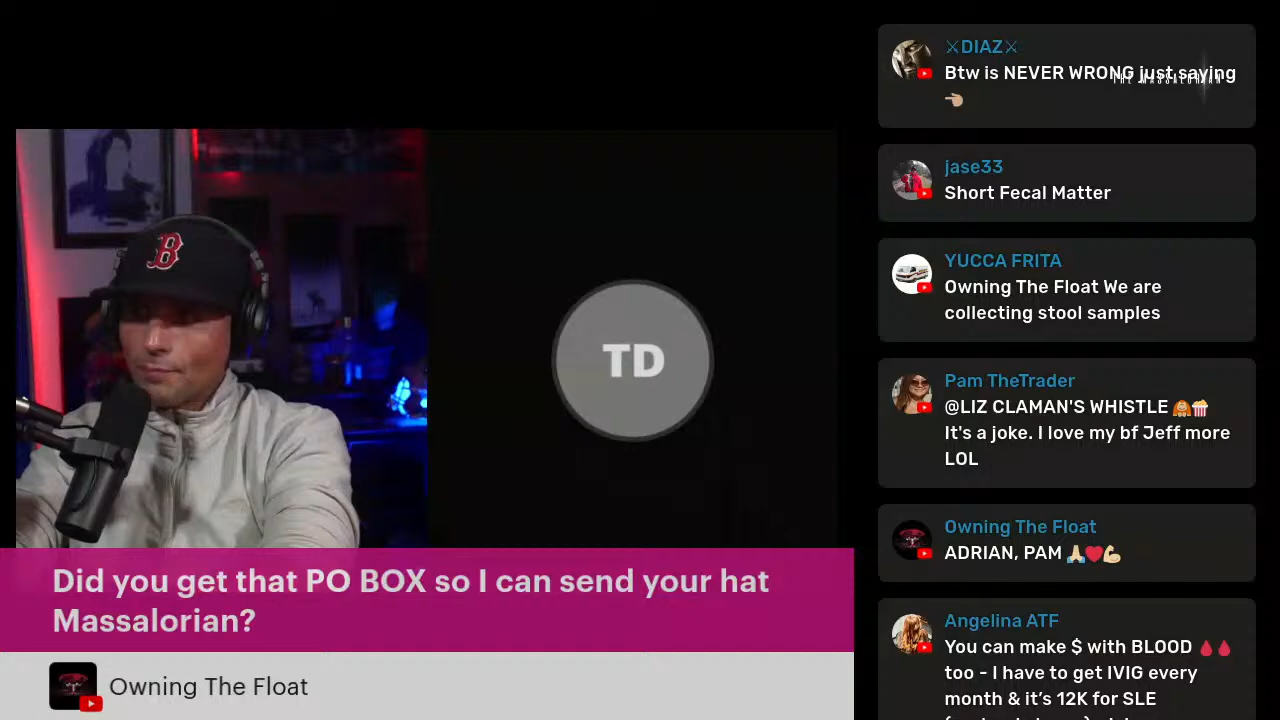 ⚔DIAZ⚔
Btw is NEVER WRONG just saying
👈🏼
THE MASSALORIAN
jase33
Short Fecal Matter
YUCCA FRITA
Owning The Float We are
collecting stool samples
Pam TheTrader
@LIZ CLAMAN'S WHISTLE 🙈🍿
It's a joke. I love my bf Jeff more
LOL
Owning The Float
ADRIAN, PAM 🙏🏼❤️💪🏼
Angelina ATF
You can make $ with BLOOD 🩸🩸
too - I have to get IVIG every
month & it’s 12K for SLE
B
TD
Did you get that PO BOX so I can send your hat
Massalorian?
Owning The Float